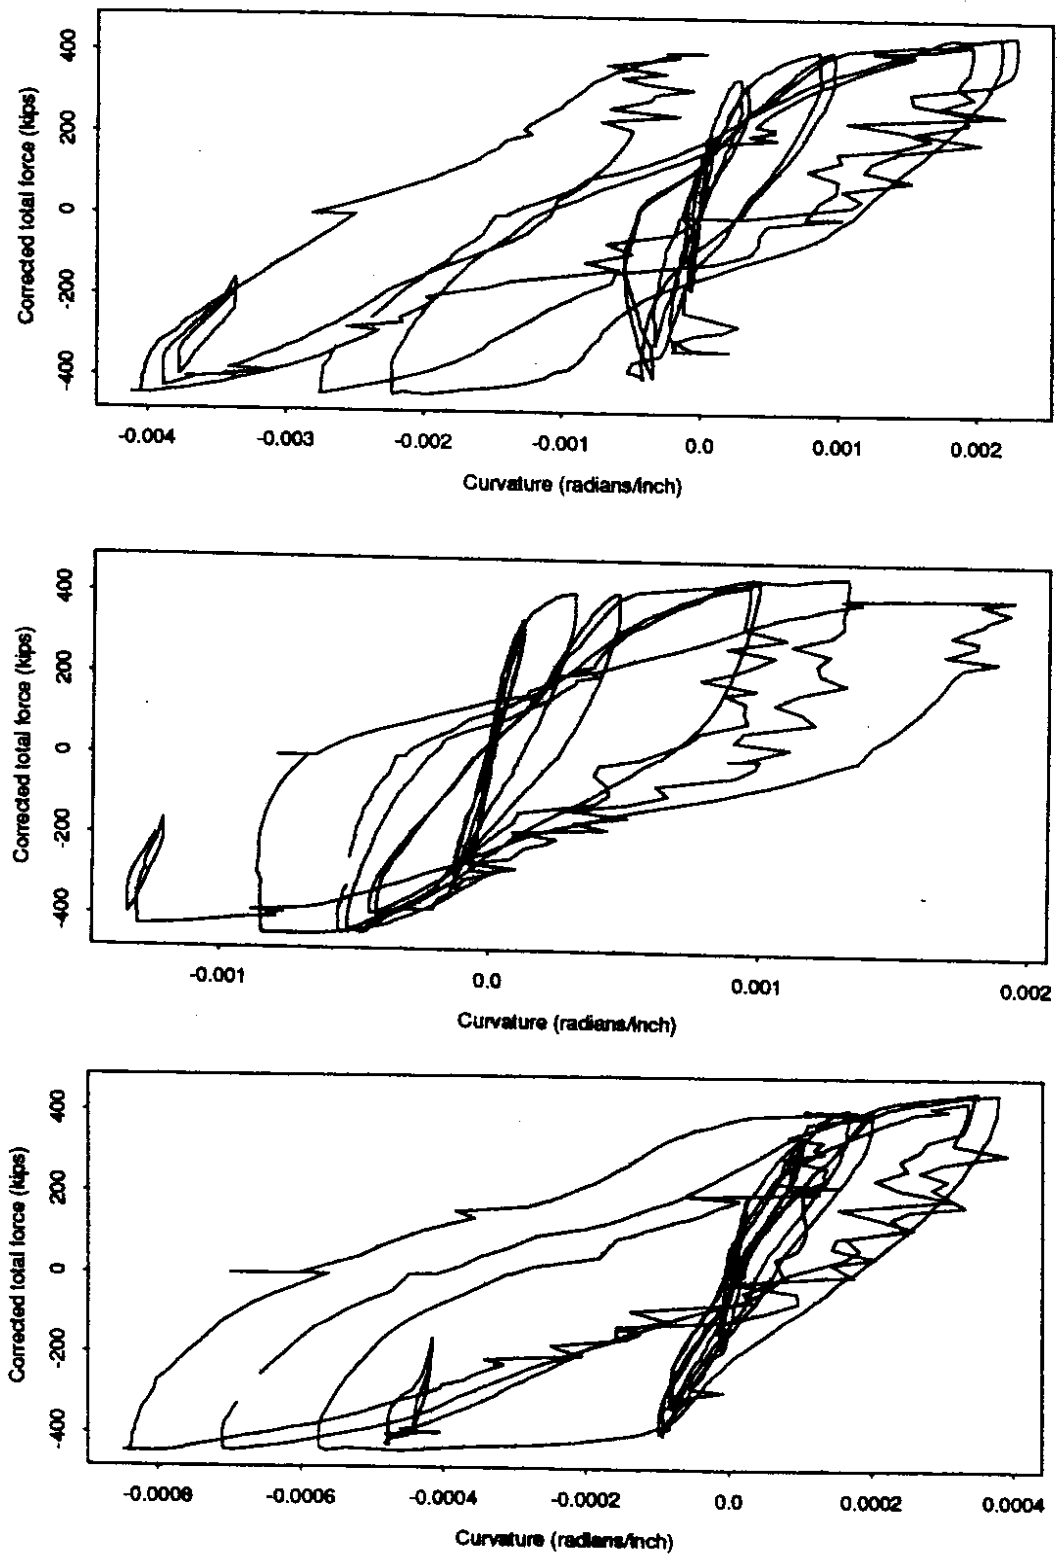 Corrected total force (kips)
400
200
0
-200
-400
-0.004 -0.003 -0.002 -0.001 0.0 0.001 0.002
Curvature (radians/inch)
Corrected total force (kips)
400
200
0
-200
-400
-0.001 0.0 0.001 0.002
Curvature (radians/inch)
Corrected total force (kips)
400
200
0
-200
-400
-0.0008 -0.0006 -0.0004 -0.0002 0.0 0.0002 0.0004
Curvature (radians/inch)